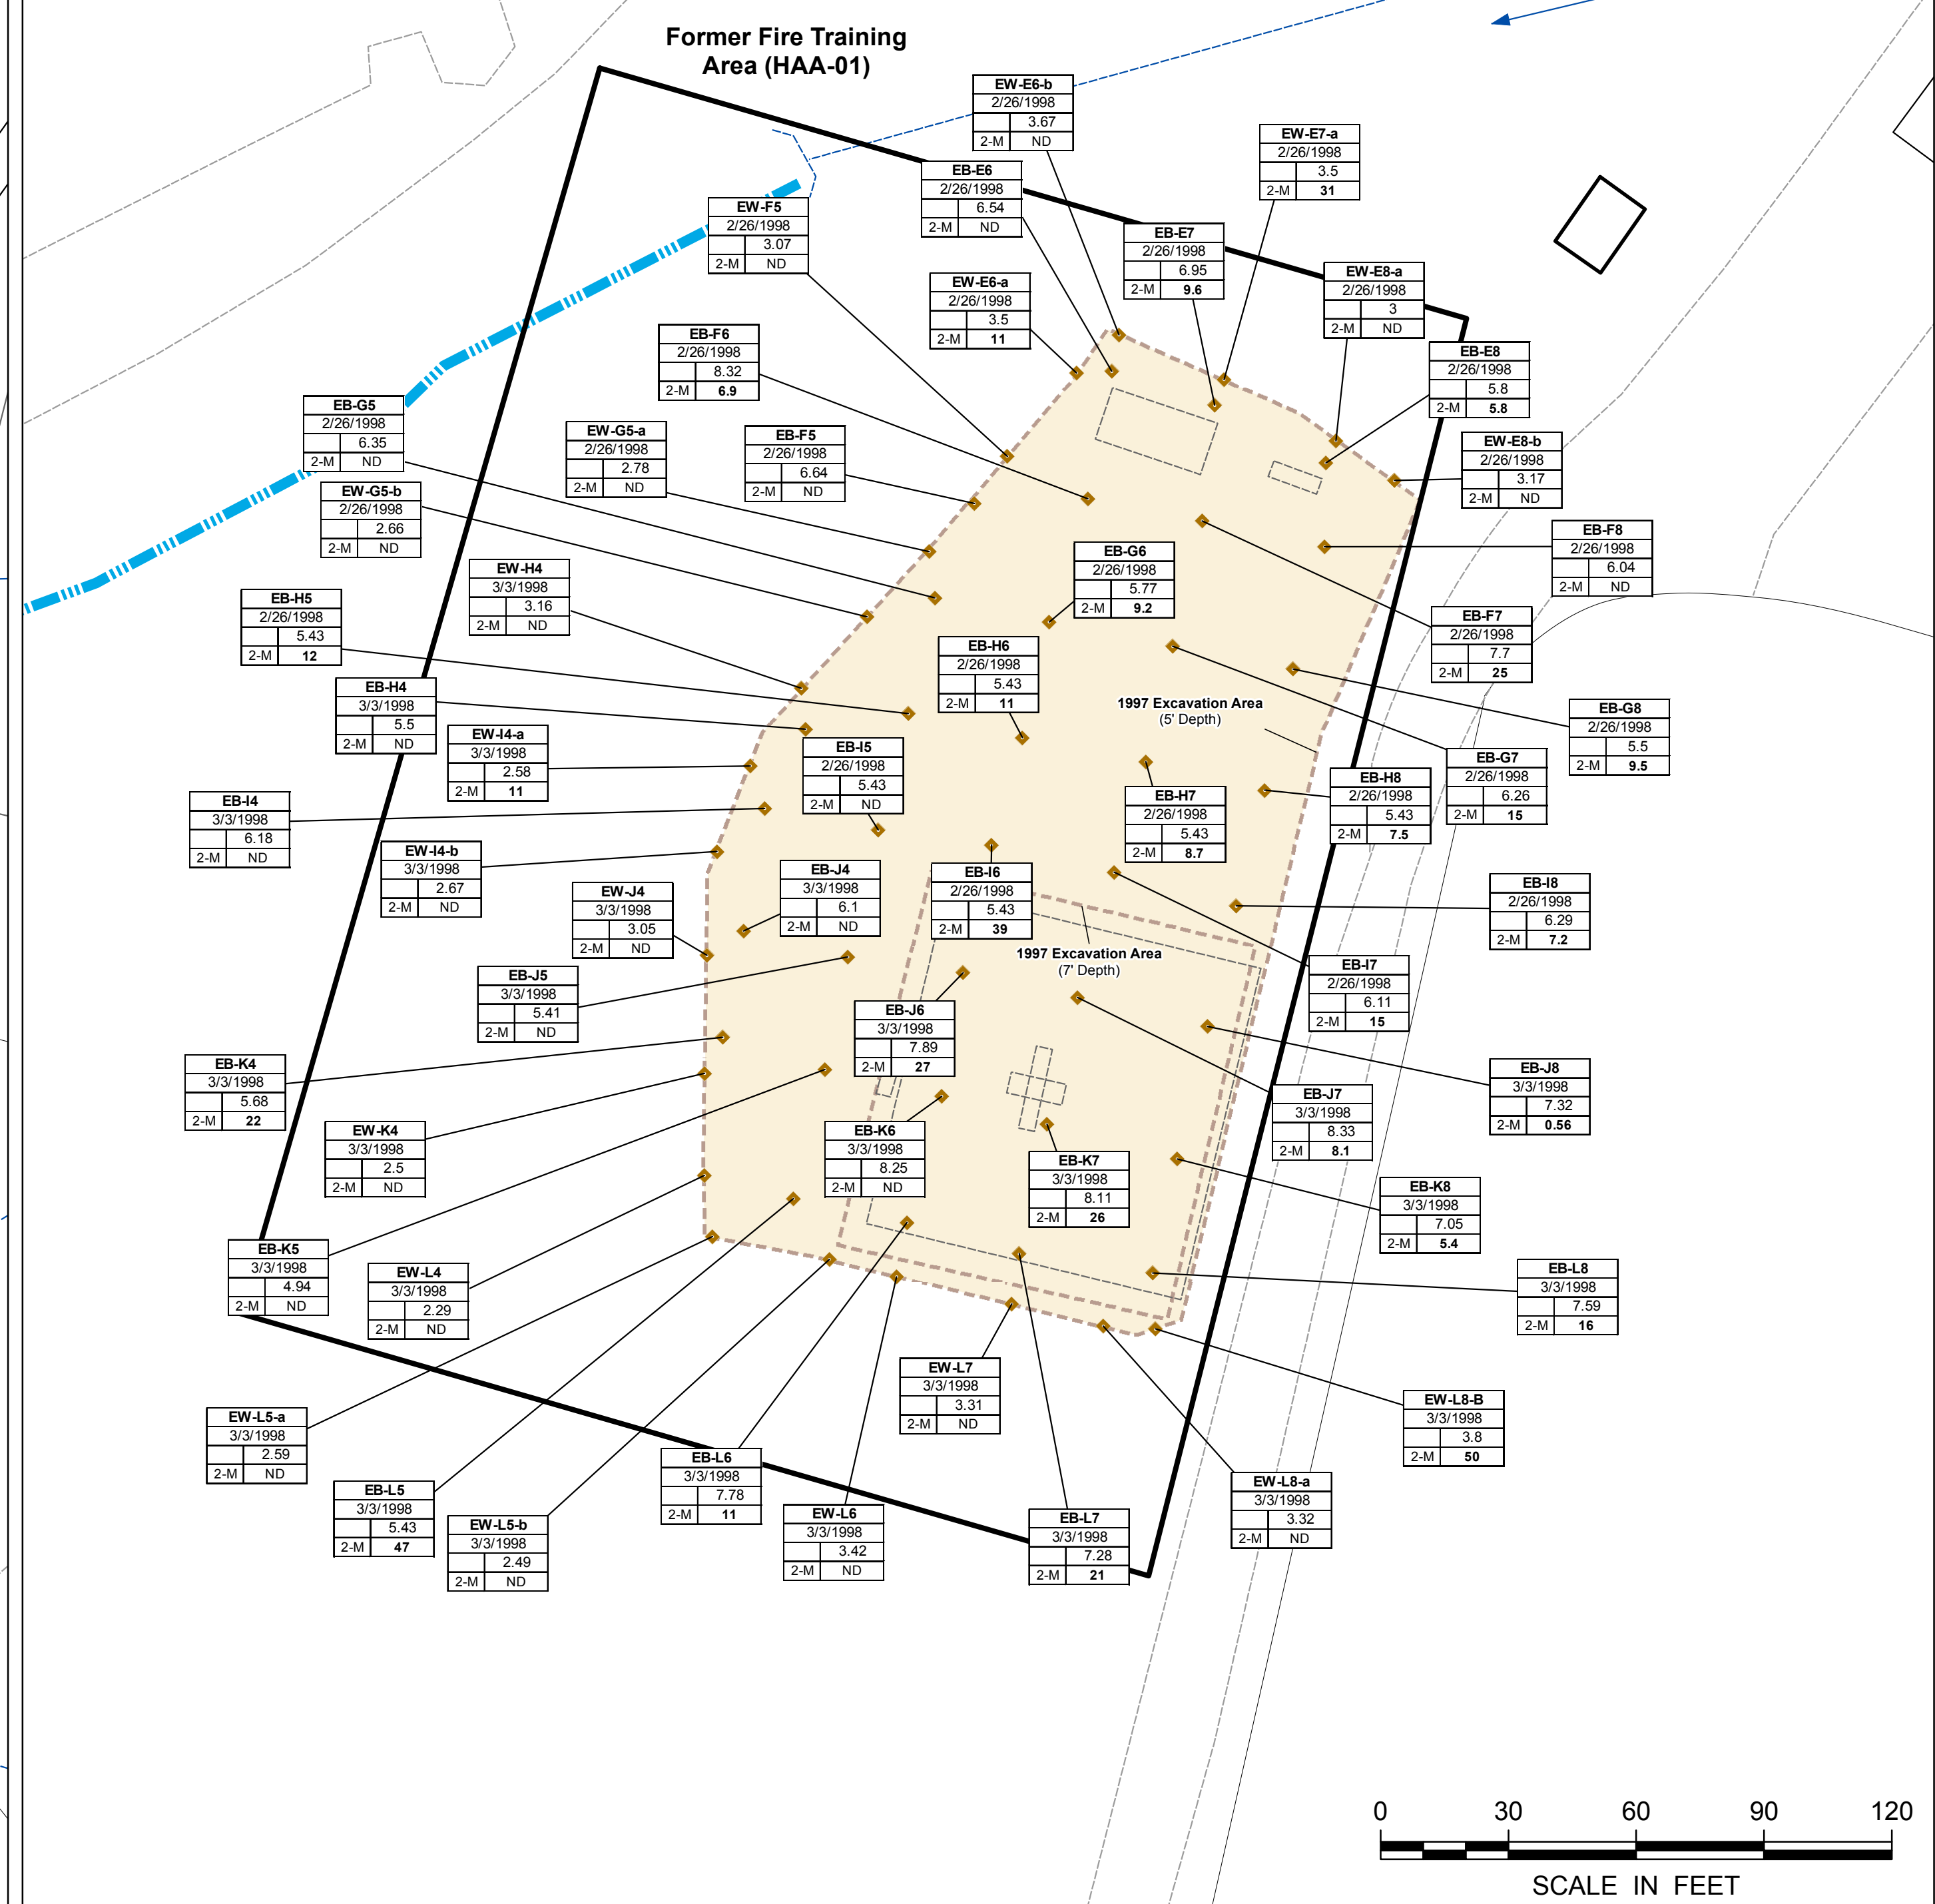 Former Fire Training
Area (HAA-01)
EW-E6-b
2/26/1998
3.67
2-M ND
EW-E7-a
2/26/1998
3.5
2-M 31
EB-E6
2/26/1998
6.54
2-M ND
EW-F5
2/26/1998
3.07
2-M ND
EB-E7
2/26/1998
6.95
2-M 9.6
EW-E8-a
2/26/1998
3
2-M ND
EW-E6-a
2/26/1998
3.5
2-M 11
EB-F6
2/26/1998
8.32
2-M 6.9
EB-E8
2/26/1998
5.8
2-M 5.8
EB-G5
2/26/1998
6.35
2-M ND
EW-G5-a
2/26/1998
2.78
2-M ND
EB-F5
2/26/1998
6.64
2-M ND
EW-E8-b
2/26/1998
3.17
2-M ND
EW-G5-b
2/26/1998
2.66
2-M ND
EB-F8
2/26/1998
6.04
2-M ND
EB-G6
2/26/1998
5.77
2-M 9.2
EW-H4
3/3/1998
3.16
2-M ND
EB-H5
2/26/1998
5.43
2-M 12
EB-F7
2/26/1998
7.7
2-M 25
EB-H6
2/26/1998
5.43
2-M 11
EB-H4
3/3/1998
5.5
2-M ND
1997 Excavation Area
(5' Depth)
EB-G8
2/26/1998
5.5
2-M 9.5
EW-I4-a
3/3/1998
2.58
2-M 11
EB-I5
2/26/1998
5.43
2-M ND
EB-G7
2/26/1998
6.26
2-M 15
EB-H8
2/26/1998
5.43
2-M 7.5
EB-H7
2/26/1998
5.43
2-M 8.7
EB-I4
3/3/1998
6.18
2-M ND
EW-I4-b
3/3/1998
2.67
2-M ND
EB-J4
3/3/1998
6.1
2-M ND
EB-I6
2/26/1998
5.43
2-M 39
EB-I8
2/26/1998
6.29
2-M 7.2
EW-J4
3/3/1998
3.05
2-M ND
1997 Excavation Area
(7' Depth)
EB-I7
2/26/1998
6.11
2-M 15
EB-J5
3/3/1998
5.41
2-M ND
EB-J6
3/3/1998
7.89
2-M 27
EB-K4
3/3/1998
5.68
2-M 22
EB-J8
3/3/1998
7.32
2-M 0.56
EB-J7
3/3/1998
8.33
2-M 8.1
EW-K4
3/3/1998
2.5
2-M ND
EB-K6
3/3/1998
8.25
2-M ND
EB-K7
3/3/1998
8.11
2-M 26
EB-K8
3/3/1998
7.05
2-M 5.4
EB-K5
3/3/1998
4.94
2-M ND
EW-L4
3/3/1998
2.29
2-M ND
EB-L8
3/3/1998
7.59
2-M 16
EW-L7
3/3/1998
3.31
2-M ND
EW-L8-B
3/3/1998
3.8
2-M 50
EW-L5-a
3/3/1998
2.59
2-M ND
EB-L6
3/3/1998
7.78
2-M 11
EW-L8-a
3/3/1998
3.32
2-M ND
EB-L5
3/3/1998
5.43
2-M 47
EW-L6
3/3/1998
3.42
2-M ND
EB-L7
3/3/1998
7.28
2-M 21
EW-L5-b
3/3/1998
2.49
2-M ND
0 30 60 90 120
SCALE IN FEET